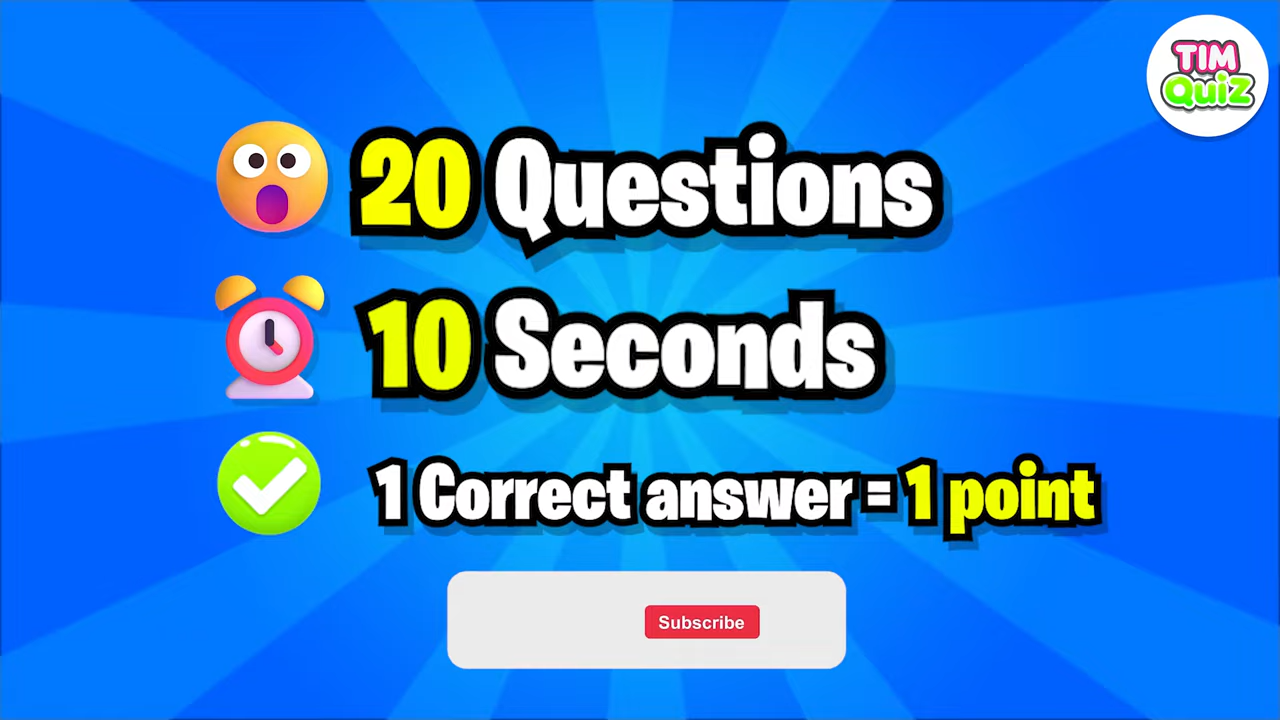 TIM
QuiZ
20 Questions
10 Seconds
1 Correct answer = 1 point
Subscribe